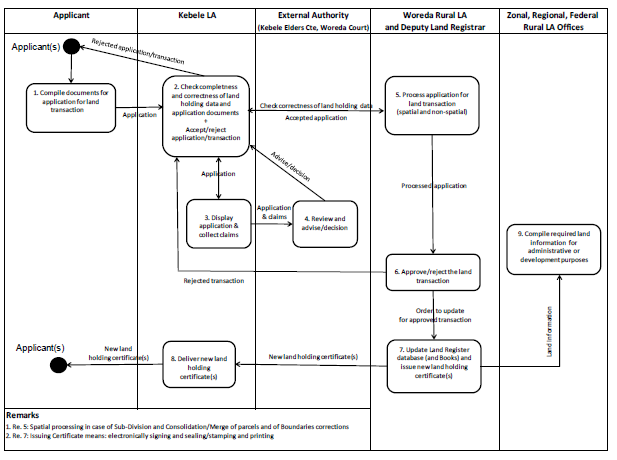 Applicant
Kebele LA
External Authority
(Kebele Elders Cte, Woreda Court)
Woreda Rural LA
and Deputy Land Registrar
Zonal, Regional, Federal
Rural LA Offices
Applicant(s)
Rejected application/transaction
1. Compile documents for
application for land
transaction
Application
2. Check completness
and correctness of land
holding data and
application documents
+
Accept/reject
application/transaction
Check correctness of land holding data
Accepted application
5. Process application for
land transaction
(spatial and non-spatial)
Advise/decision
Application
Processed application
3. Display
application &
collect claims
Application
& claims
4. Review and
advise/decision
9. Compile required land
information for
administrative or
development purposes
6. Approve/reject the land
transaction
Rejected transaction
Order to update
for approved transaction
Land Information
Applicant(s)
New land
holding certificate(s)
8. Deliver new land
holding
certificate(s)
New land holding certificate(s)
7. Update Land Register
database (and Books) and
issue new land holding
certificate(s)
Remarks
1. Re. 5: Spatial processing in case of Sub-Division and Consolidation/Merge of parcels and of Boundaries corrections
2. Re. 7: Issuing Certificate means: electronically signing and sealing/stamping and printing